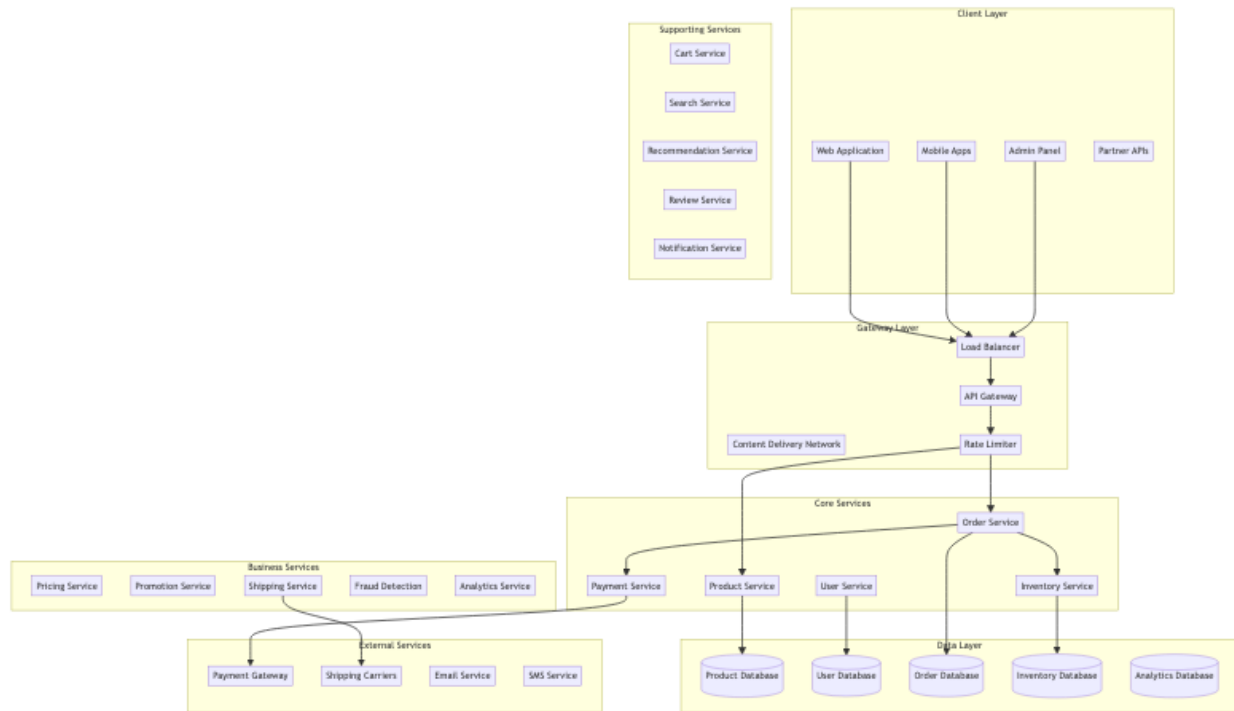 Client Layer
Supporting Services
Cart Service
Search Service
Recommendation Service
Web Application
Mobile Apps
Admin Panel
Partner APIs
Review Service
Notification Service
Gateway Layer
Load Balancer
API Gateway
Content Delivery Network
Rate Limiter
Core Services
Order Service
Business Services
Pricing Service
Promotion Service
Shipping Service
Fraud Detection
Analytics Service
Payment Service
Product Service
User Service
Inventory Service
External Services
Payment Gateway
Shipping Carriers
Email Service
SMS Service
Data Layer
Product Database
User Database
Order Database
Inventory Database
Analytics Database